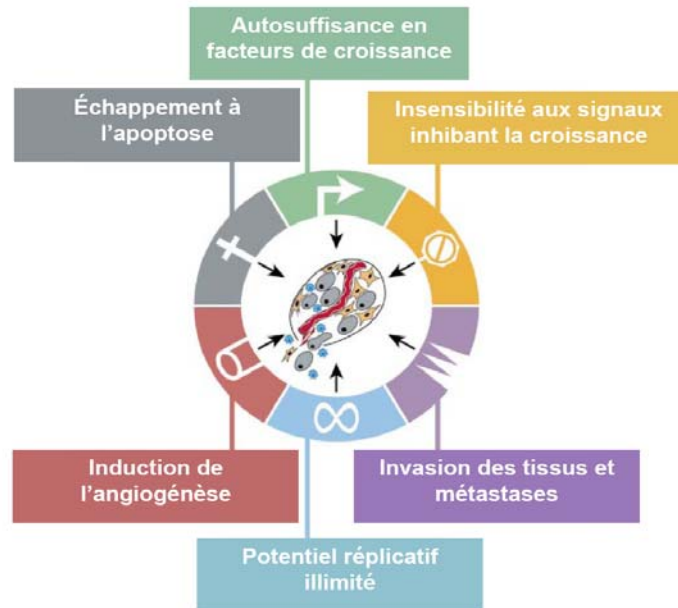 Autosuffisance en
facteurs de croissance
Échappement à
l’apoptose
Insensibilité aux signaux
inhibant la croissance
Induction de
l’angiogénèse
Invasion des tissus et
métastases
Potentiel réplicatif
illimité